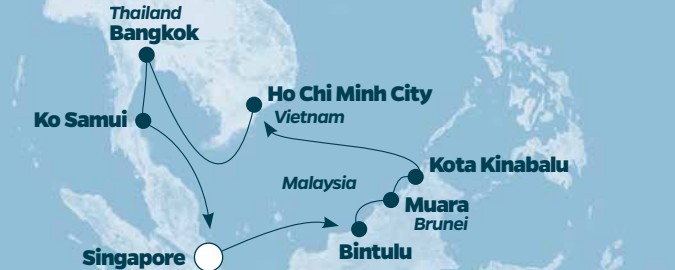 Thailand
Bangkok
Ho Chi Minh City
Vietnam
Ko Samui
Kota Kinabalu
Malaysia
Muara
Brunei
Bintulu
Singapore